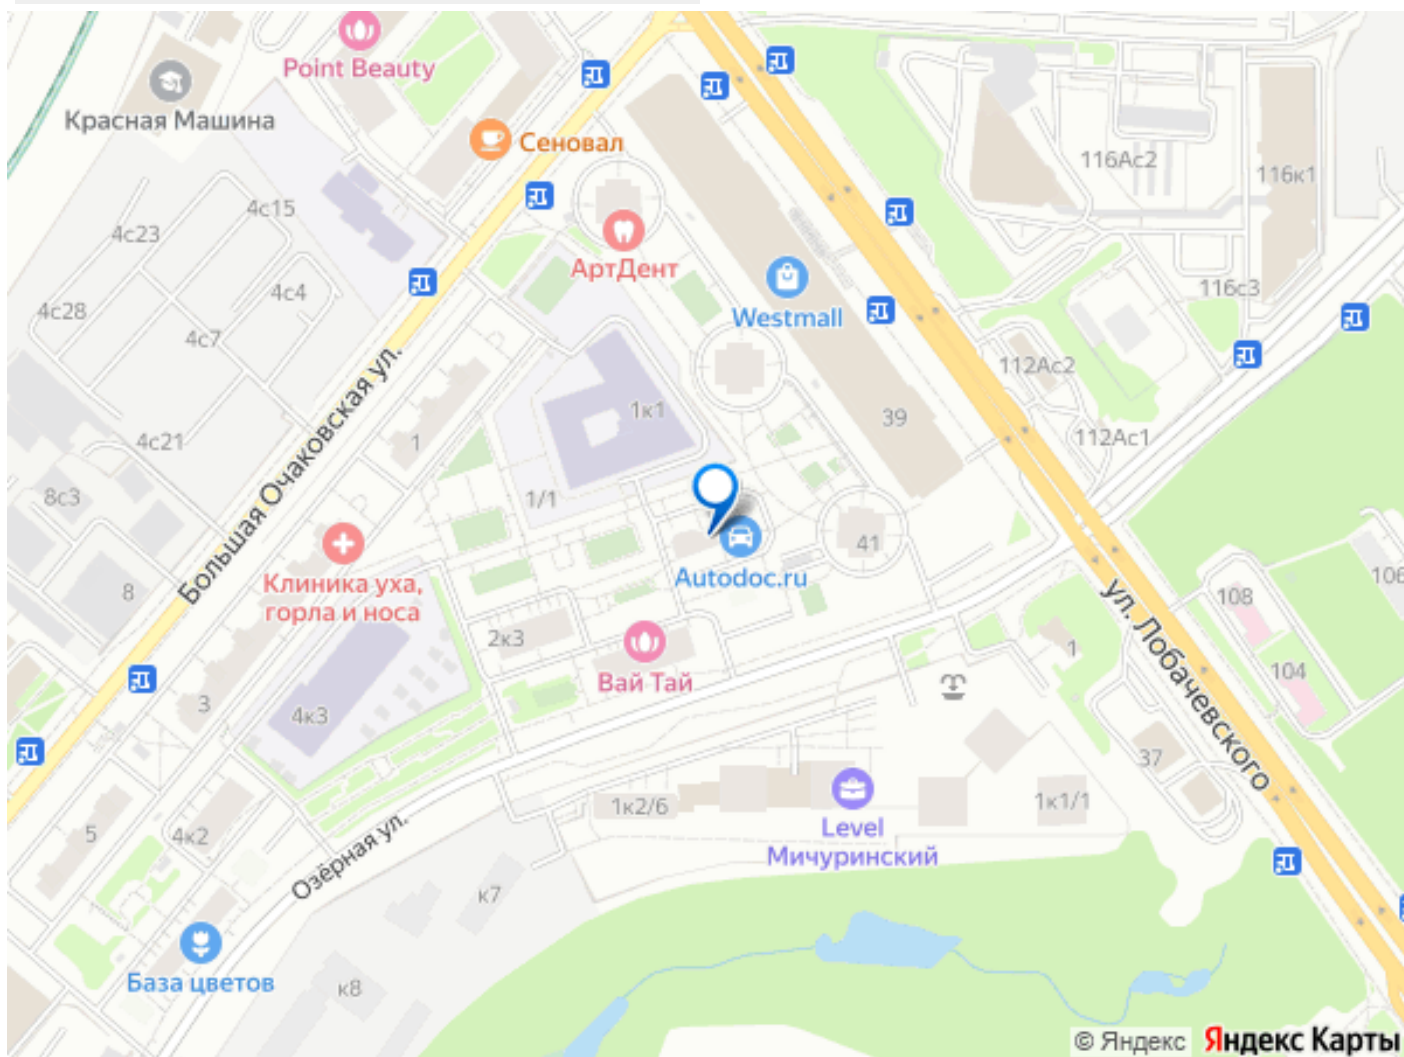 Point Beauty
Красная Машина
Сеновал
116Ас2
116к1
4с15
4с23
АртДент
4с4
116с3
4с28
Westmall
4с7
112Ас2
Большая Очаковская ул.
1к1
39
4с21
1
112Ас1
8с3
1/1
41
Autodoc.ru
106
Клиника уха,
горла и носа
8
108
ул. Лобачевского
2к3
1
Вай Тай
104
3
4к3
37
1к2/6
1к1/1
Level
Мичуринский
5
4к2
Озёрная ул.
к7
База цветов
к8
© Яндекс Яндекс Карты